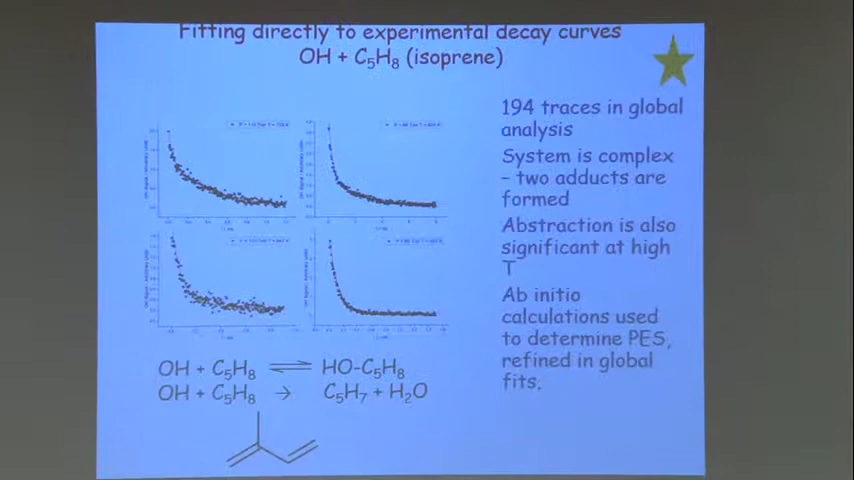 Fitting directly to experimental decay curves
OH + C₅H₈ (isoprene)
194 traces in global
analysis
System is complex
– two adducts are
formed
Abstraction is also
significant at high
T
Ab initio
calculations used
to determine PES,
refined in global
fits.
OH + C₅H₈ ⇌ HO-C₅H₈
OH + C₅H₈ → C₅H₇ + H₂O